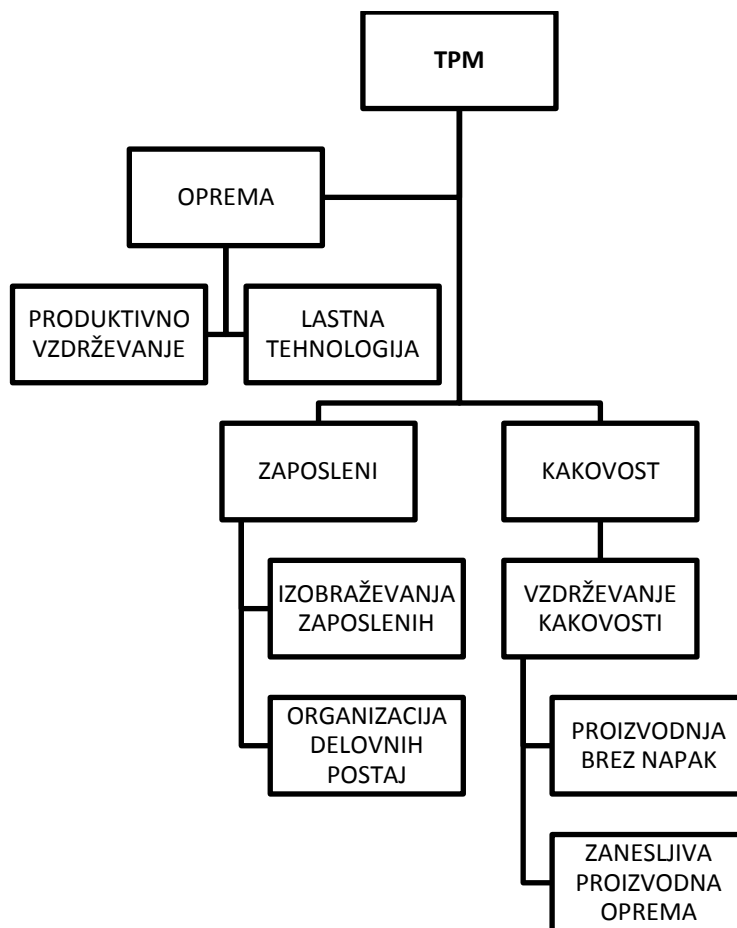 TPM
OPREMA
PRODUKTIVNO
VZDRŽEVANJE
LASTNA
TEHNOLOGIJA
ZAPOSLENI
KAKOVOST
IZOBRAŽEVANJA
ZAPOSLENIH
VZDRŽEVANJE
KAKOVOSTI
ORGANIZACIJA
DELOVNIH
POSTAJ
PROIZVODNJA
BREZ NAPAK
ZANESLJIVA
PROIZVODNA
OPREMA